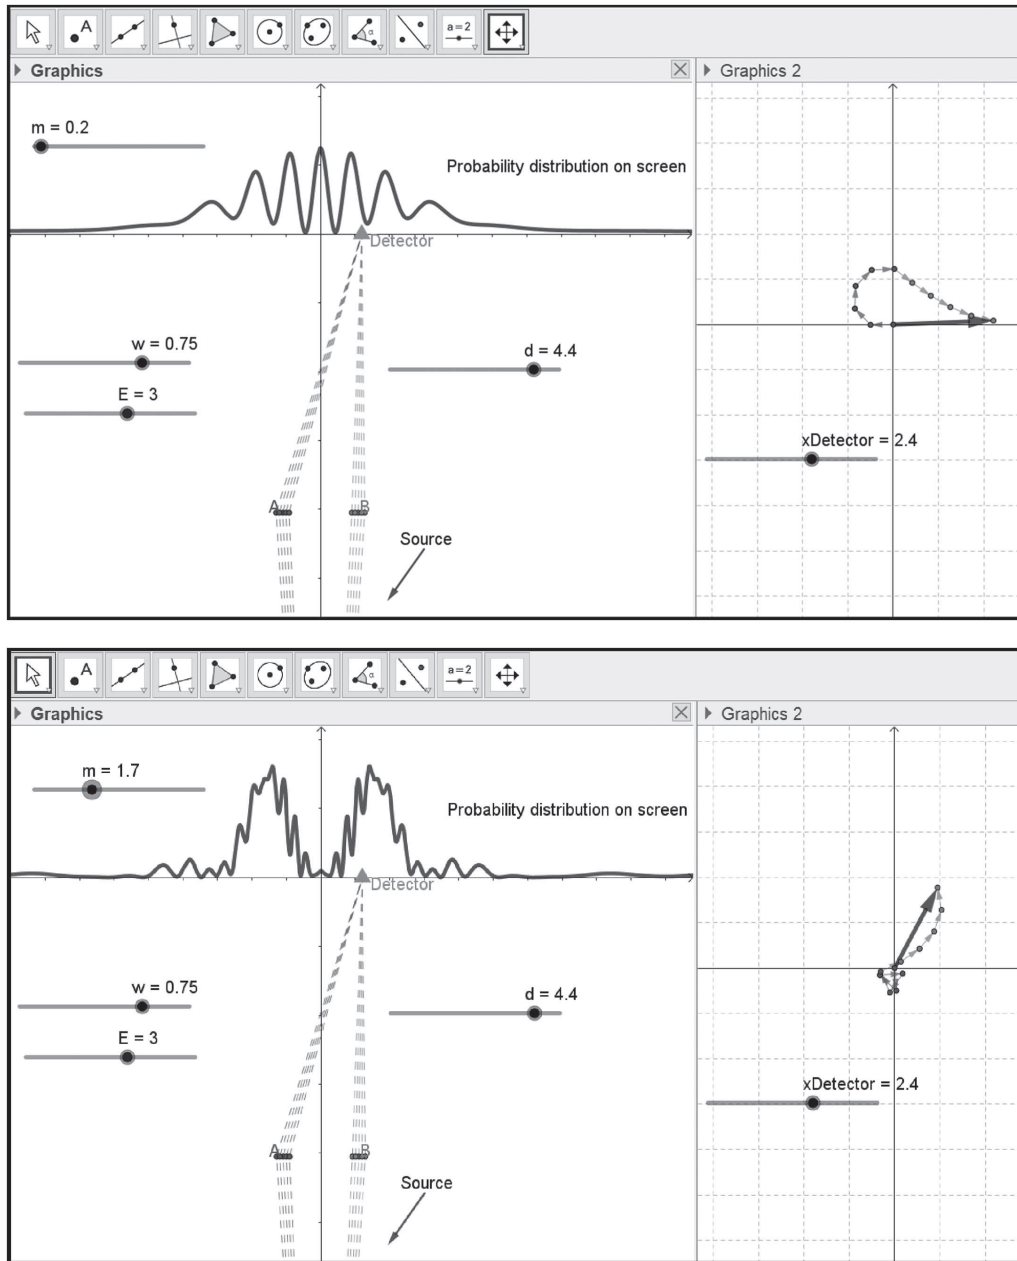 A a=2
Graphics
Graphics 2
m = 0.2
Probability distribution on screen
Detector
w = 0.75
d = 4.4
E = 3
xDetector = 2.4
A B
Source
A a=2
Graphics
Graphics 2
m = 1.7
Probability distribution on screen
Detector
w = 0.75
d = 4.4
E = 3
xDetector = 2.4
A B
Source